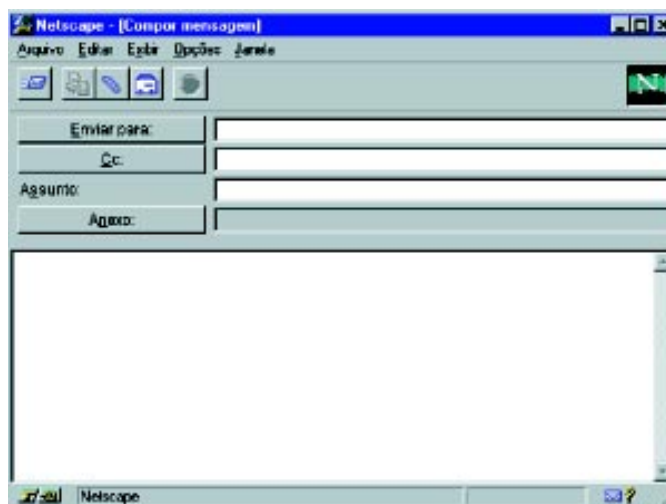 Netscape - [Compor mensagem]
Arquivo Editar Exibir Opções Janela
N
Enviar para:
Cc:
Assunto:
Anexo:
Netscape
?